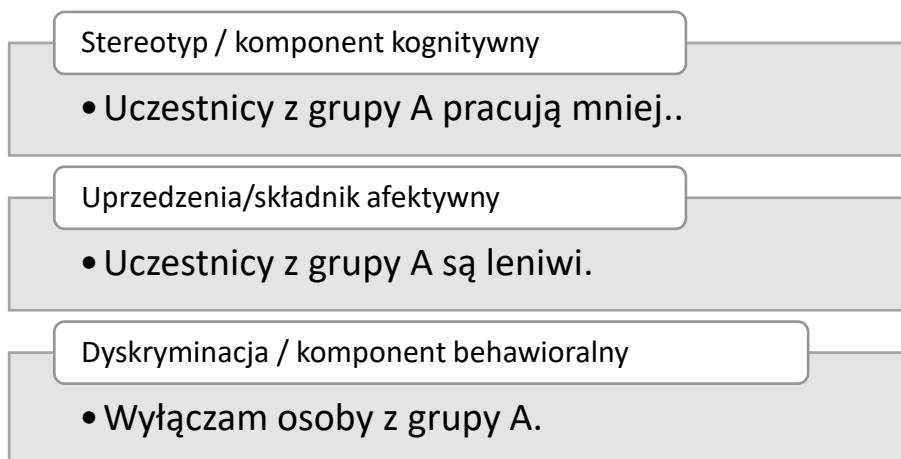 Stereotyp / komponent kognitywny
•Uczestnicy z grupy A pracują mniej..
Uprzedzenia/składnik afektywny
•Uczestnicy z grupy A są leniwi.
Dyskryminacja / komponent behawioralny
•Wyłączam osoby z grupy A.